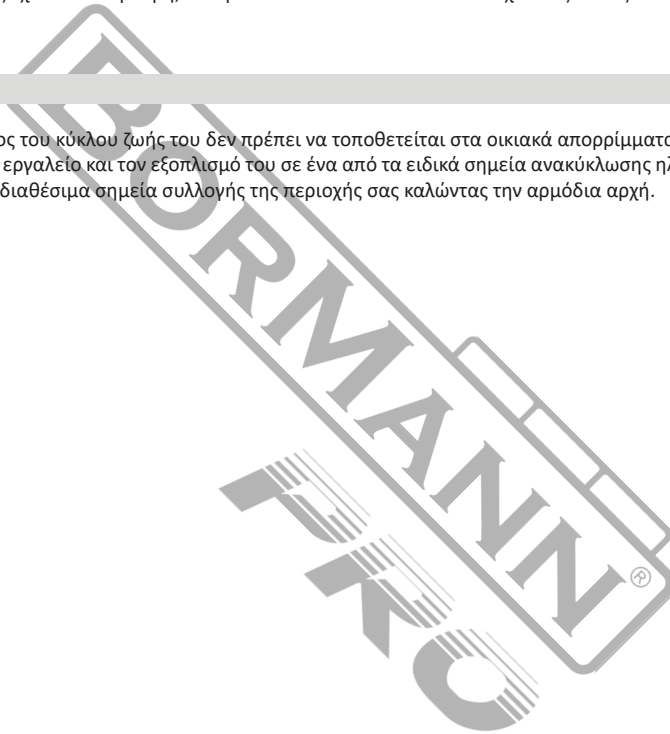 ος του κύκλου ζωής του δεν πρέπει να τοποθετείται στα οικιακά απορρίμματα
εργαλείο και τον εξοπλισμό του σε ένα από τα ειδικά σημεία ανακύκλωσης ηλ
διαθέσιμα σημεία συλλογής της περιοχής σας καλώντας την αρμόδια αρχή.
BORMANN®
PRO